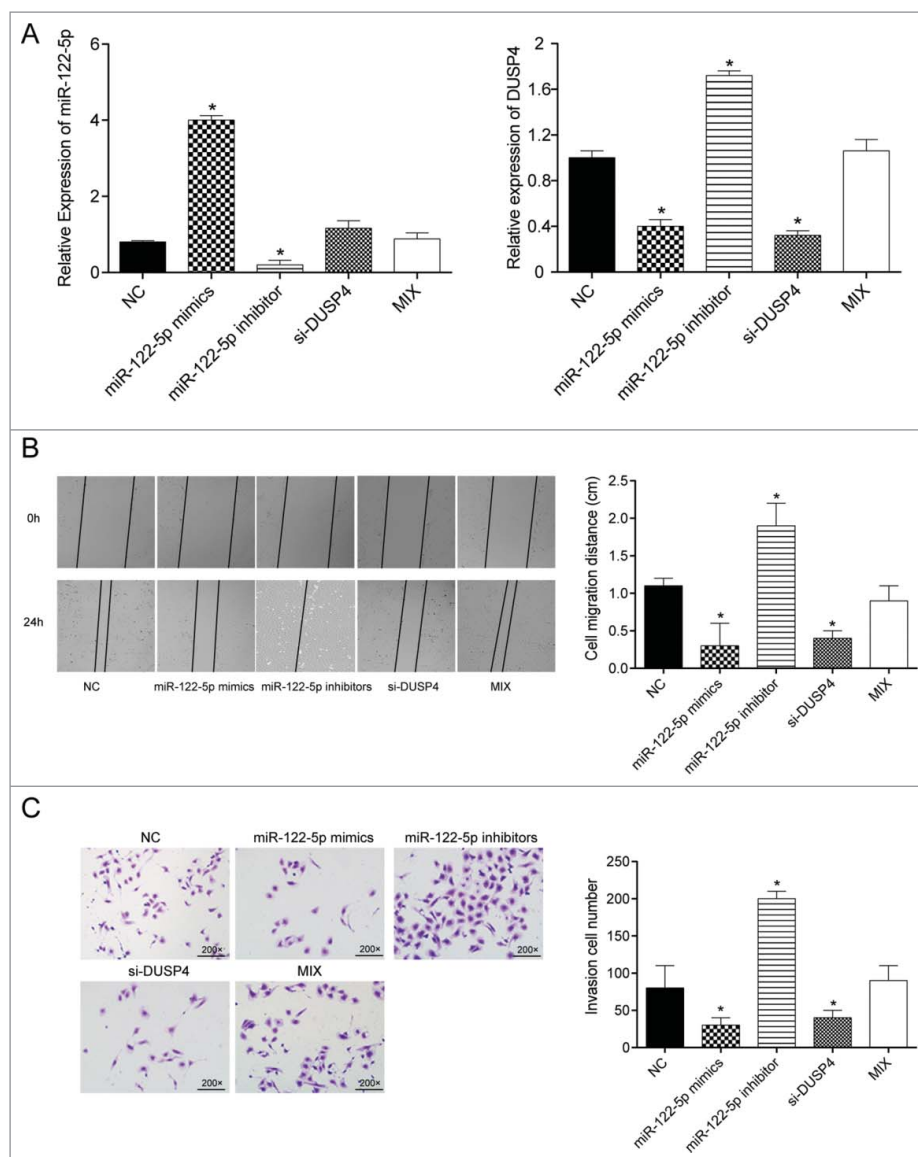 A
Relative Expression of miR-122-5p
6
4
2
0
*
*
NC
miR-122-5p mimics
miR-122-5p inhibitor
si-DUSP4
MIX
Relative expression of DUSP4
2
1.6
1.2
0.4
0
*
*
*
NC
miR-122-5p mimics
miR-122-5p inhibitor
si-DUSP4
MIX
B
0h
24h
NC
miR-122-5p mimics
miR-122-5p inhibitors
si-DUSP4
MIX
Cell migration distance (cm)
2.5
2.0
1.5
1.0
0.5
0.0
*
*
*
NC
miR-122-5p mimics
miR-122-5p inhibitor
si-DUSP4
MIX
C
NC
miR-122-5p mimics
miR-122-5p inhibitors
200×
200×
200×
si-DUSP4
MIX
200×
200×
Invasion cell number
250
200
150
100
50
0
*
*
*
NC
miR-122-5p mimics
miR-122-5p inhibitor
si-DUSP4
MIX